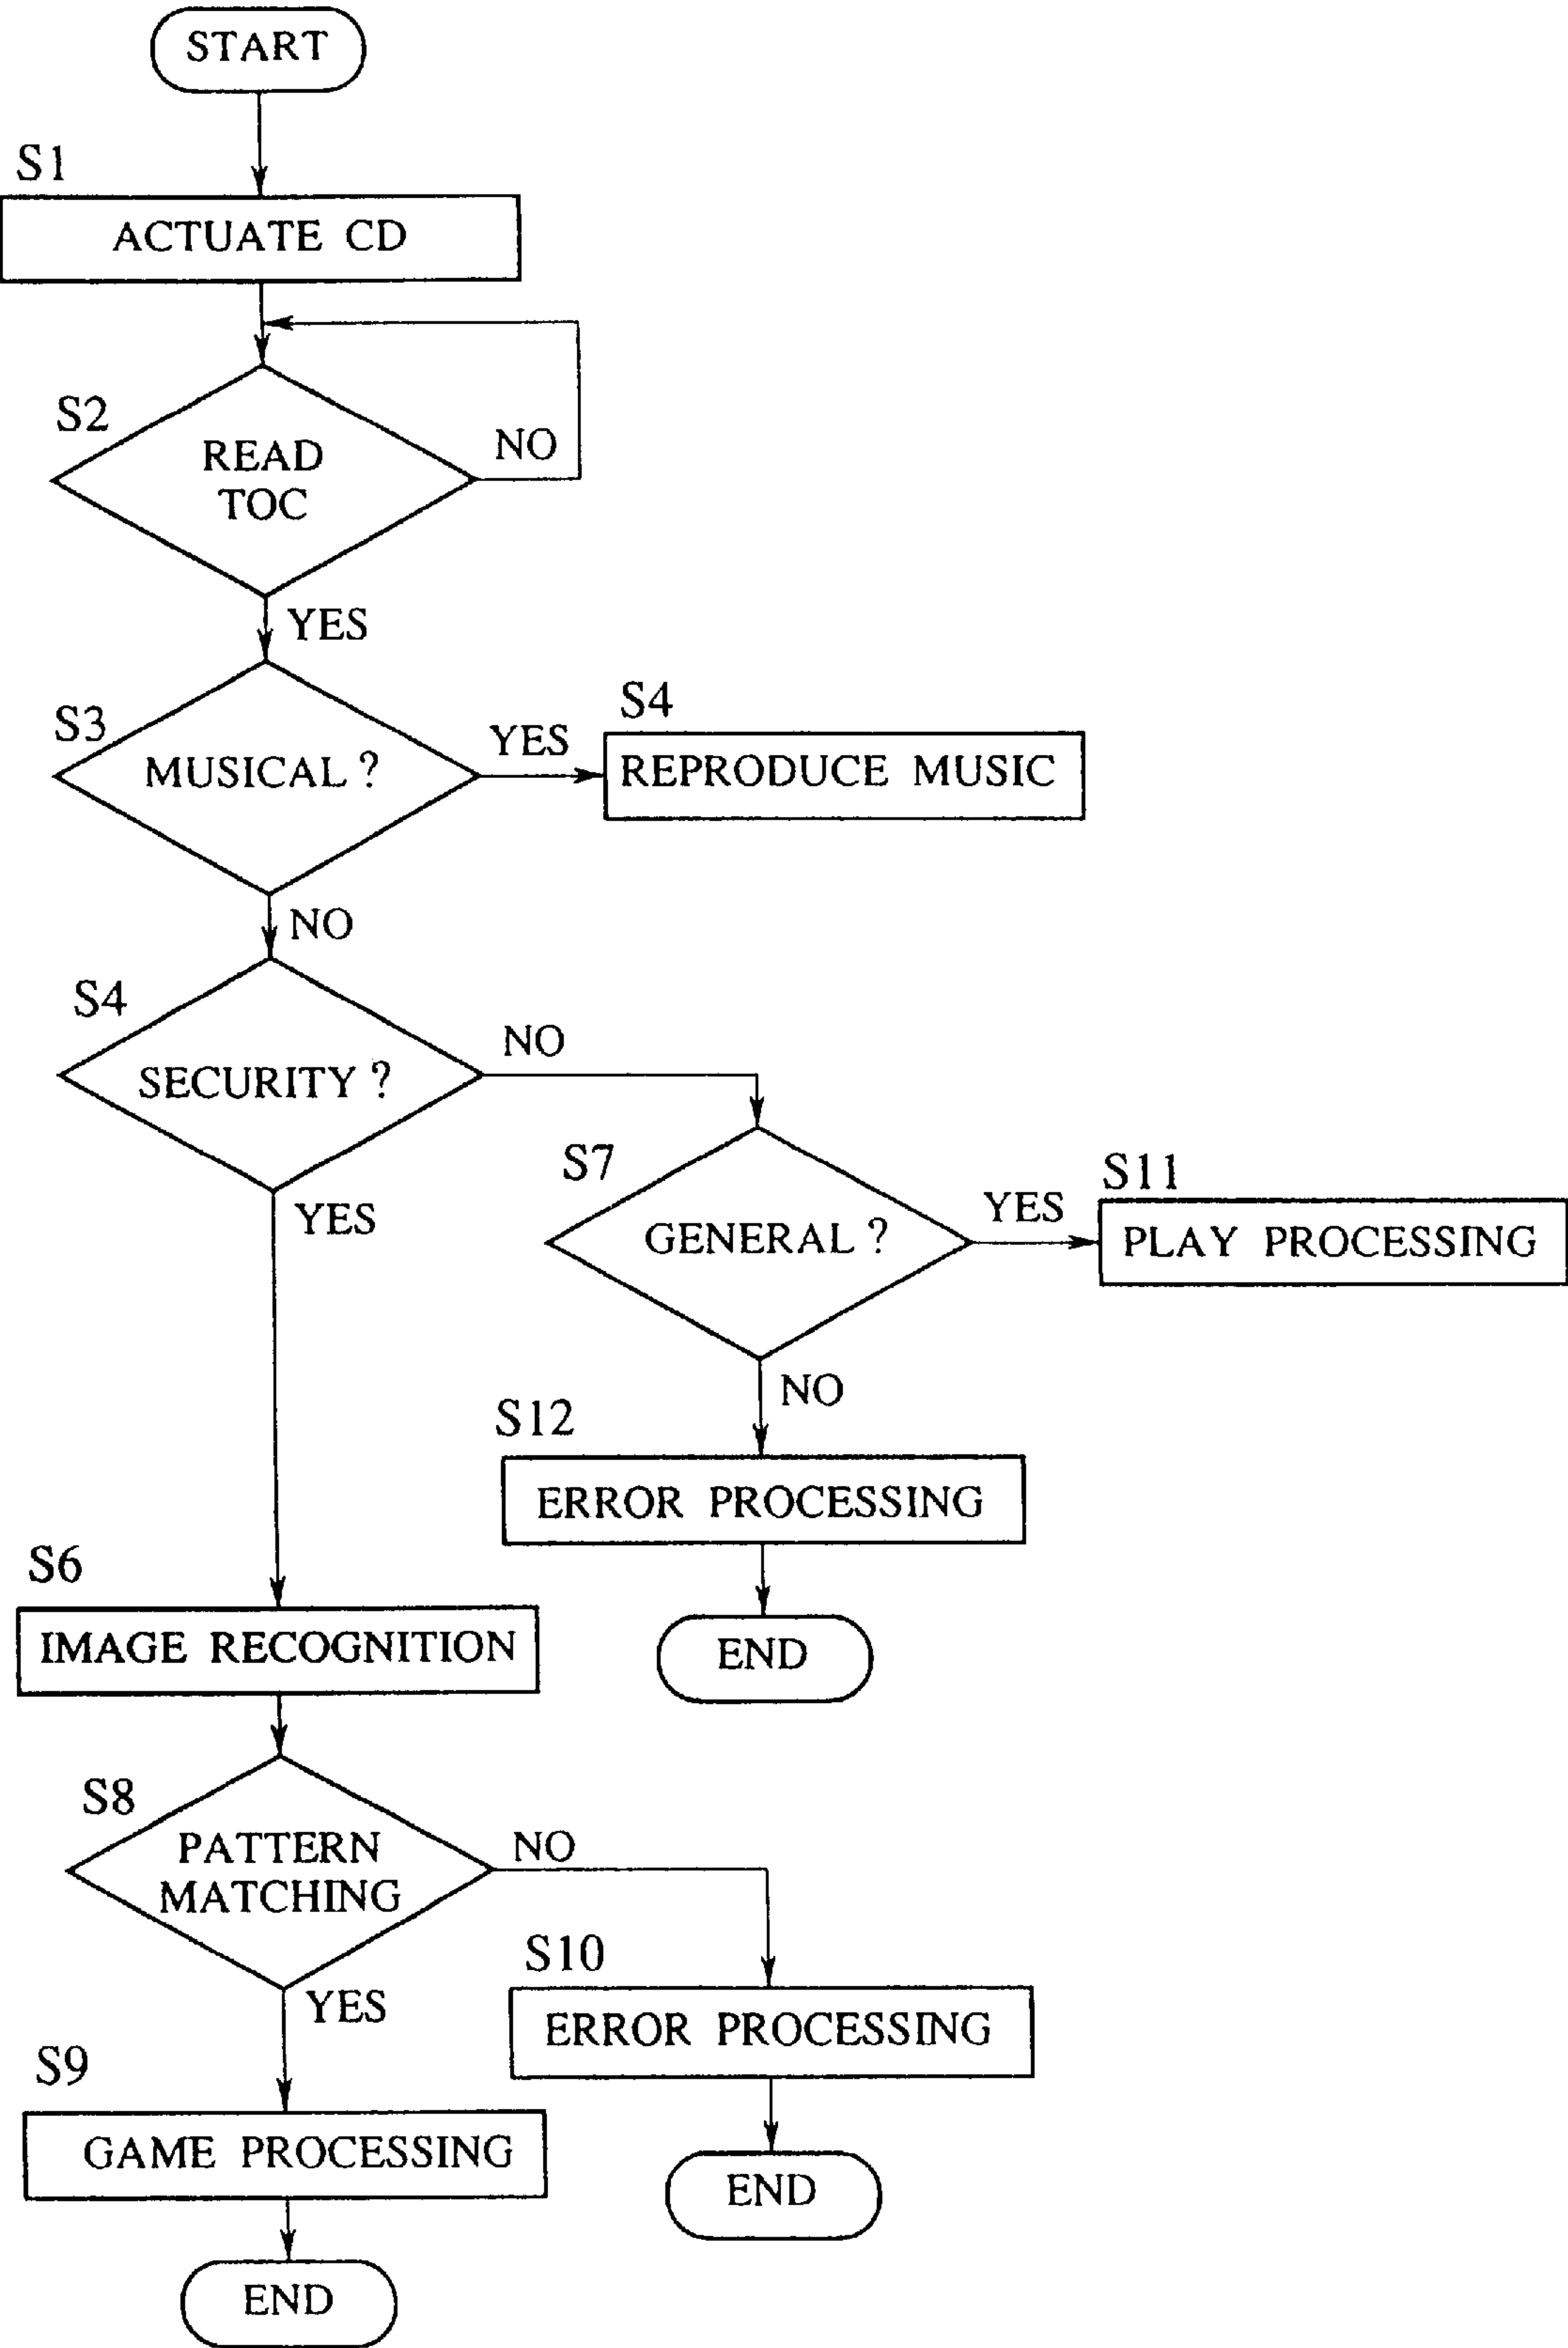 START
S1
ACTUATE CD
S2
READ
TOC
NO
YES
S3
MUSICAL ?
YES
S4
REPRODUCE MUSIC
NO
S4
SECURITY ?
NO
YES
S7
GENERAL ?
YES
S11
PLAY PROCESSING
NO
S12
ERROR PROCESSING
END
S6
IMAGE RECOGNITION
S8
PATTERN
MATCHING
NO
YES
S10
ERROR PROCESSING
END
S9
GAME PROCESSING
END